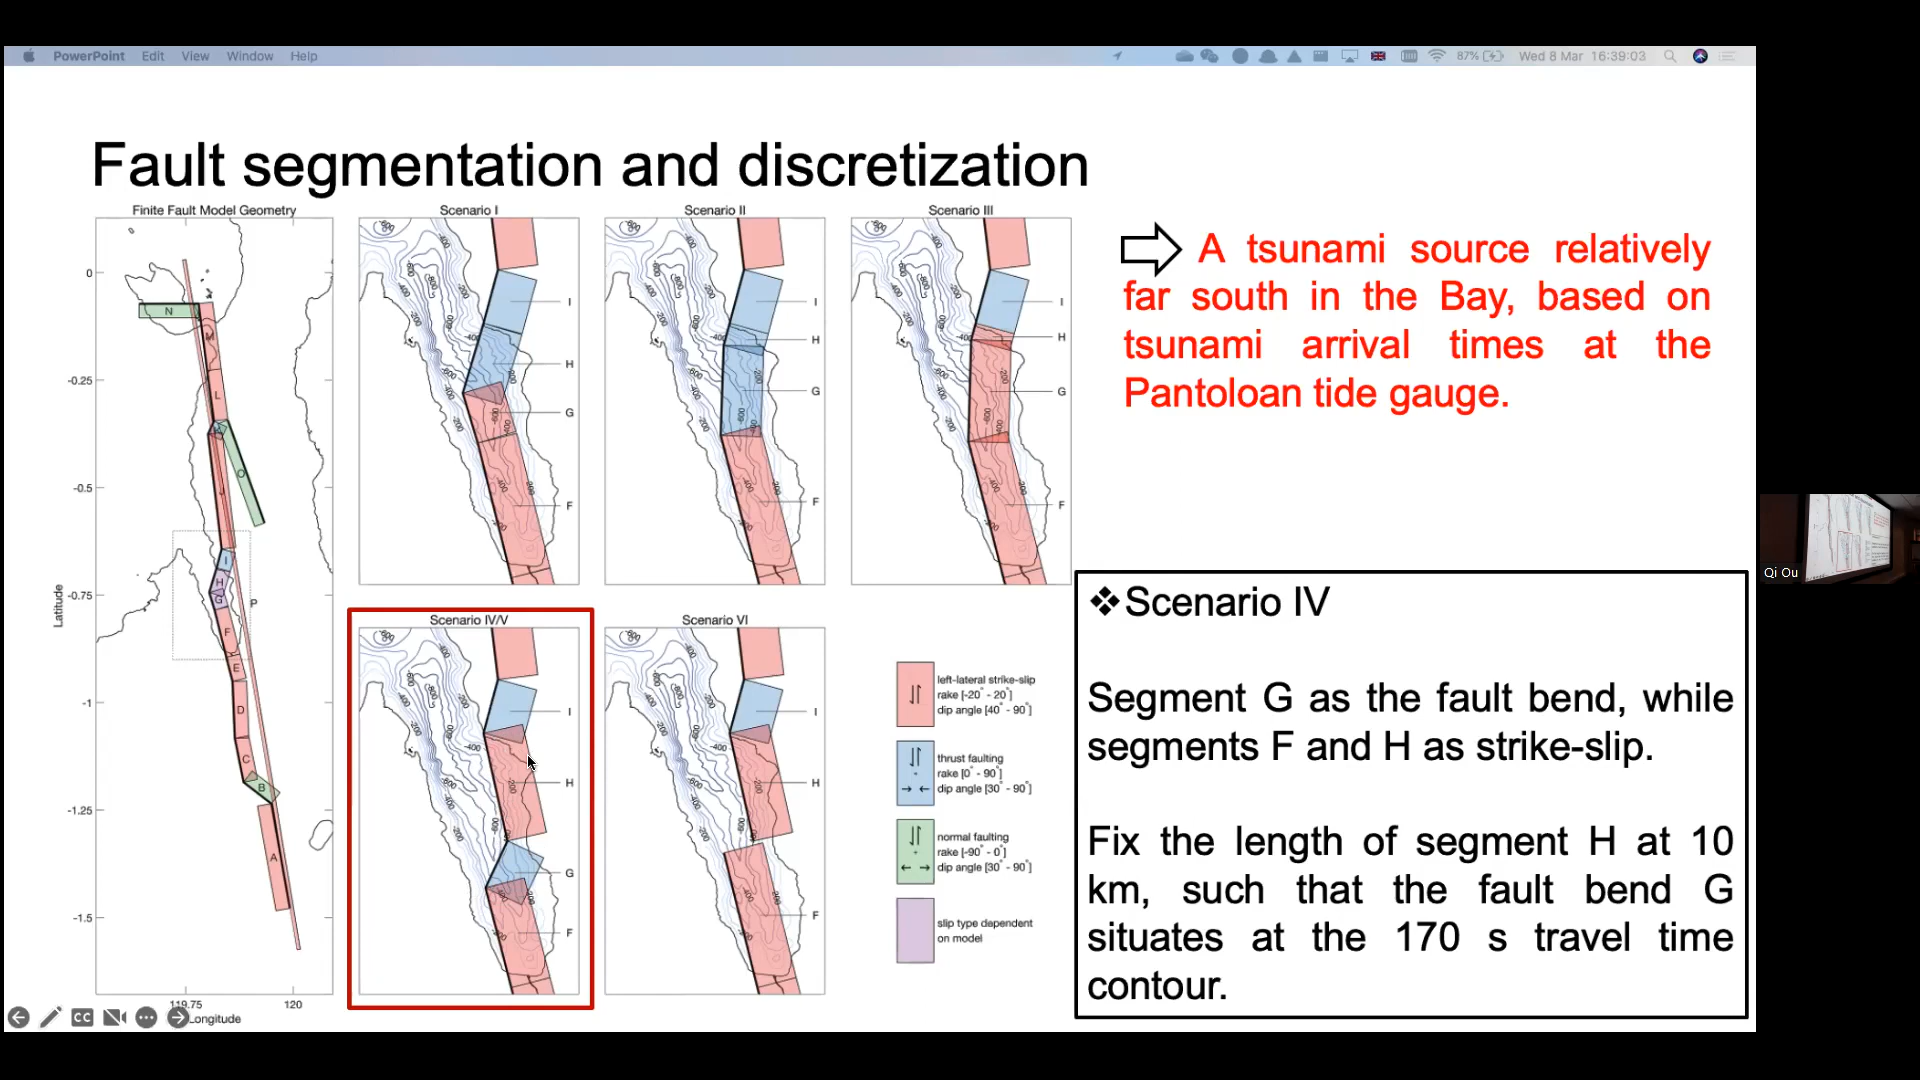 PowerPoint Edit View Window Help
87% Wed 8 Mar 16:39:03
Fault segmentation and discretization
Finite Fault Model Geometry
Scenario I
Scenario II
Scenario III
A tsunami source relatively
far south in the Bay, based on
tsunami arrival times at the
Pantoloan tide gauge.
Scenario IV/V
Scenario VI
left-lateral strike-slip
rake [-20° - 20°]
dip angle [40° - 90°]
thrust faulting
rake [0° - 90°]
dip angle [30° - 90°]
normal faulting
rake [-90° - 0°]
dip angle [30° - 90°]
slip type dependent
on model
❖Scenario IV
Segment G as the fault bend, while
segments F and H as strike-slip.
Fix the length of segment H at 10
km, such that the fault bend G
situates at the 170 s travel time
contour.
Latitude
0
-0.25
-0.5
-0.75
-1
-1.25
-1.5
119.75
120
Longitude
N
M
L
O
J
I
H
G
P
F
E
D
C
B
A
I
H
G
F
I
H
G
F
I
H
G
F
I
H
G
F
I
H
F
CC
Qi Ou